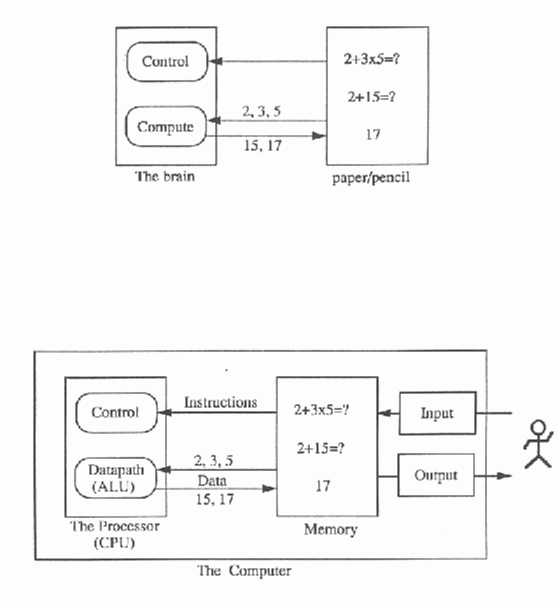 Control
2+3x5=?
2+15=?
2, 3, 5
Compute
17
15, 17
The brain
paper/pencil
Instructions
Control
2+3x5=?
Input
2+15=?
2, 3, 5
Datapath
(ALU)
Data
15, 17
17
Output
The Processor
(CPU)
Memory
The Computer